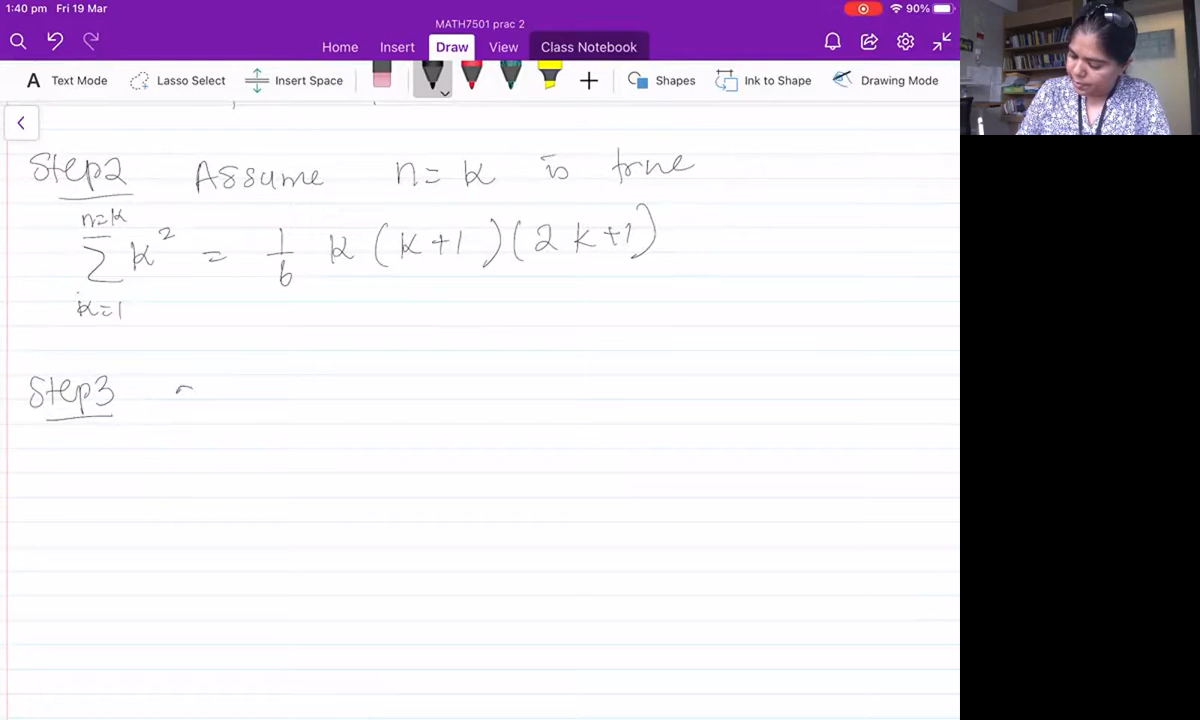 1:40 pm Fri 19 Mar
90%
MATH7501 prac 2
Home Insert Draw View Class Notebook
A Text Mode Lasso Select Insert Space Shapes Ink to Shape Drawing Mode
Step2 Assume n=k is true
n=k
∑ k² = 1/6 k (k+1)(2k+1)
k=1
Step3